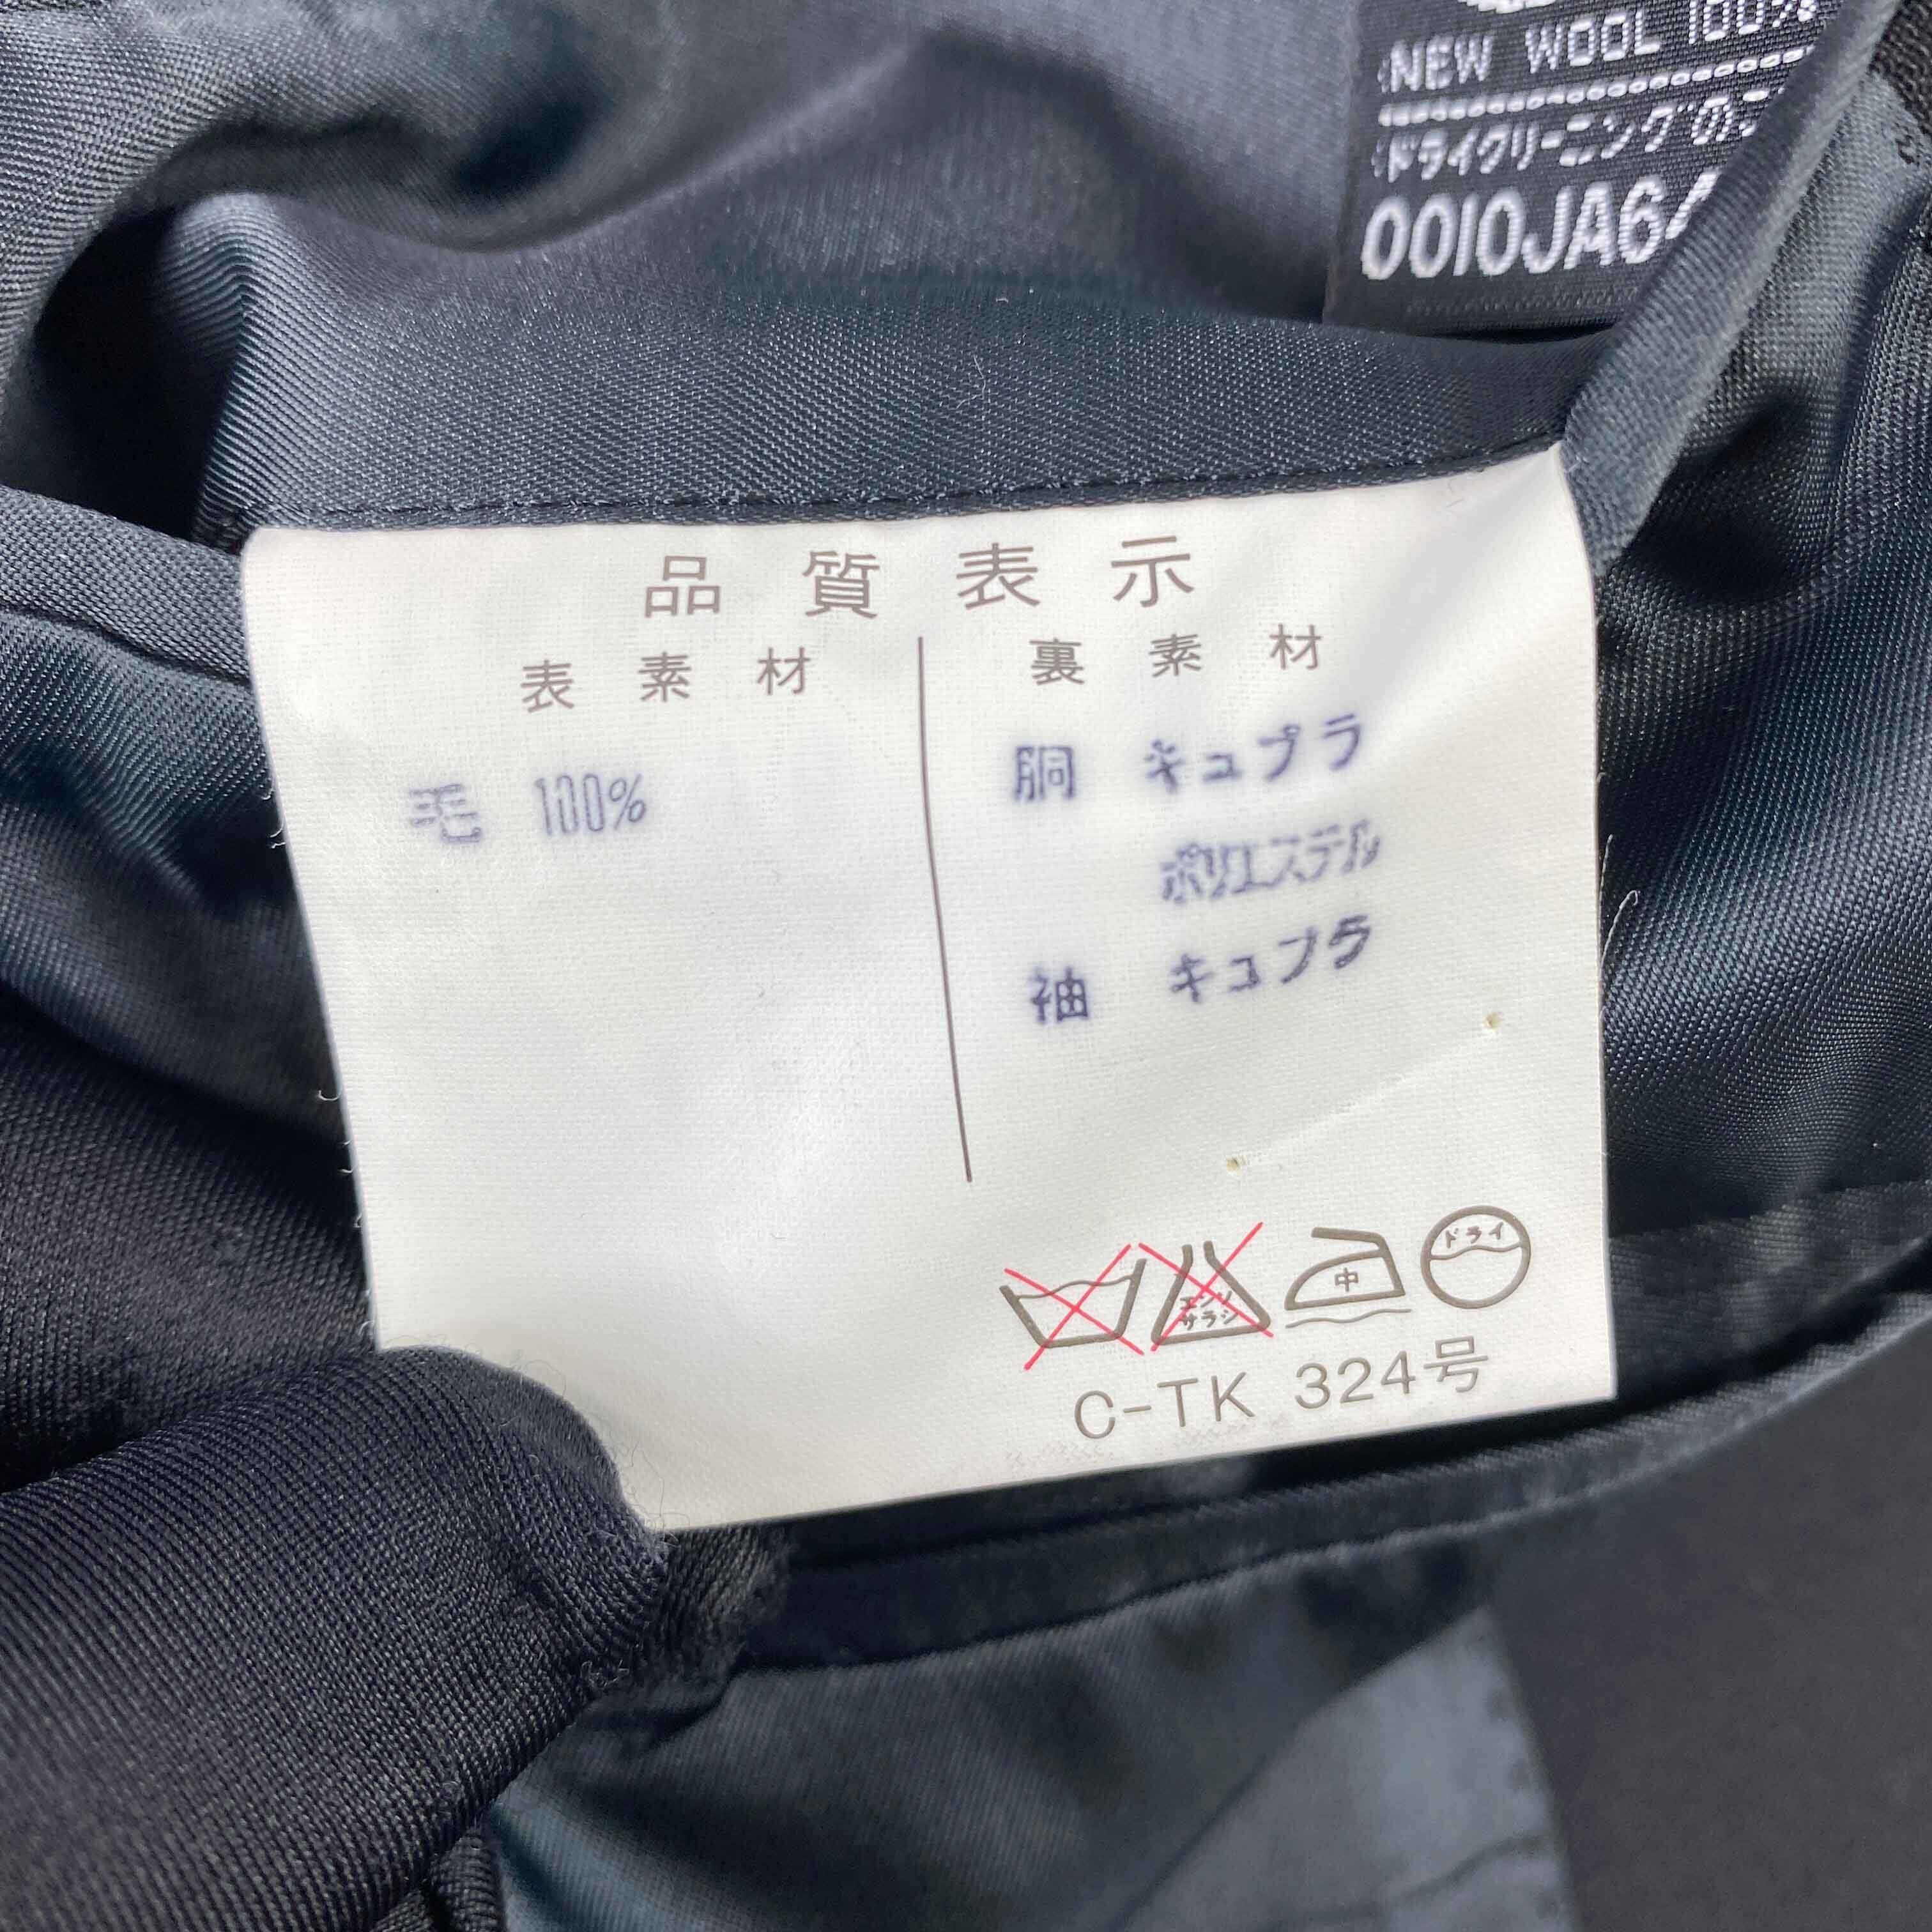 NEW WOOL 100%
ドライクリーニングの
0010JA64
品質表示
表素材 裏素材
毛 100% 胴 キュプラ
ポリエステル
袖 キュプラ
エンソ
サラシ
中
ドライ
C-TK 324号